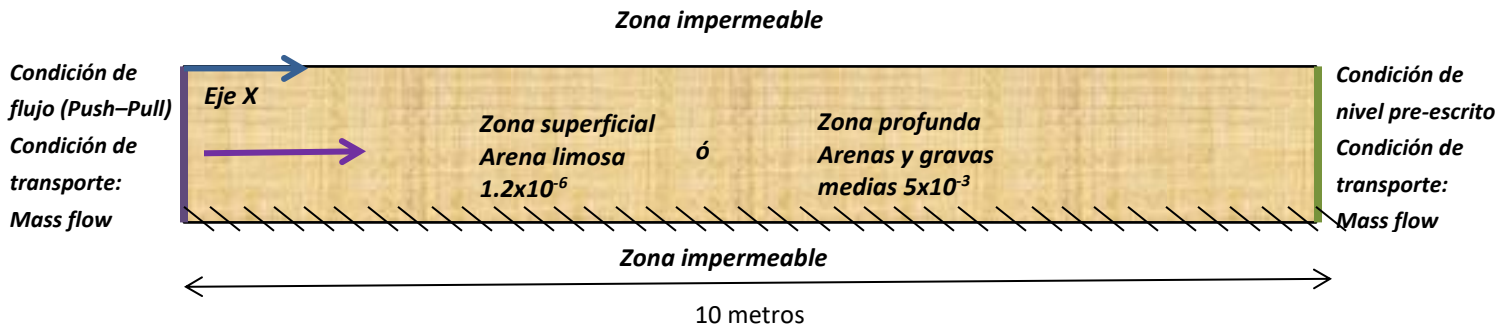 Zona impermeable
Condición de
flujo (Push–Pull)
Condición de
transporte:
Mass flow
Eje X
Zona superficial
Arena limosa
1.2x10⁻⁶
ó
Zona profunda
Arenas y gravas
medias 5x10⁻³
Condición de
nivel pre-escrito
Condición de
transporte:
Mass flow
Zona impermeable
10 metros